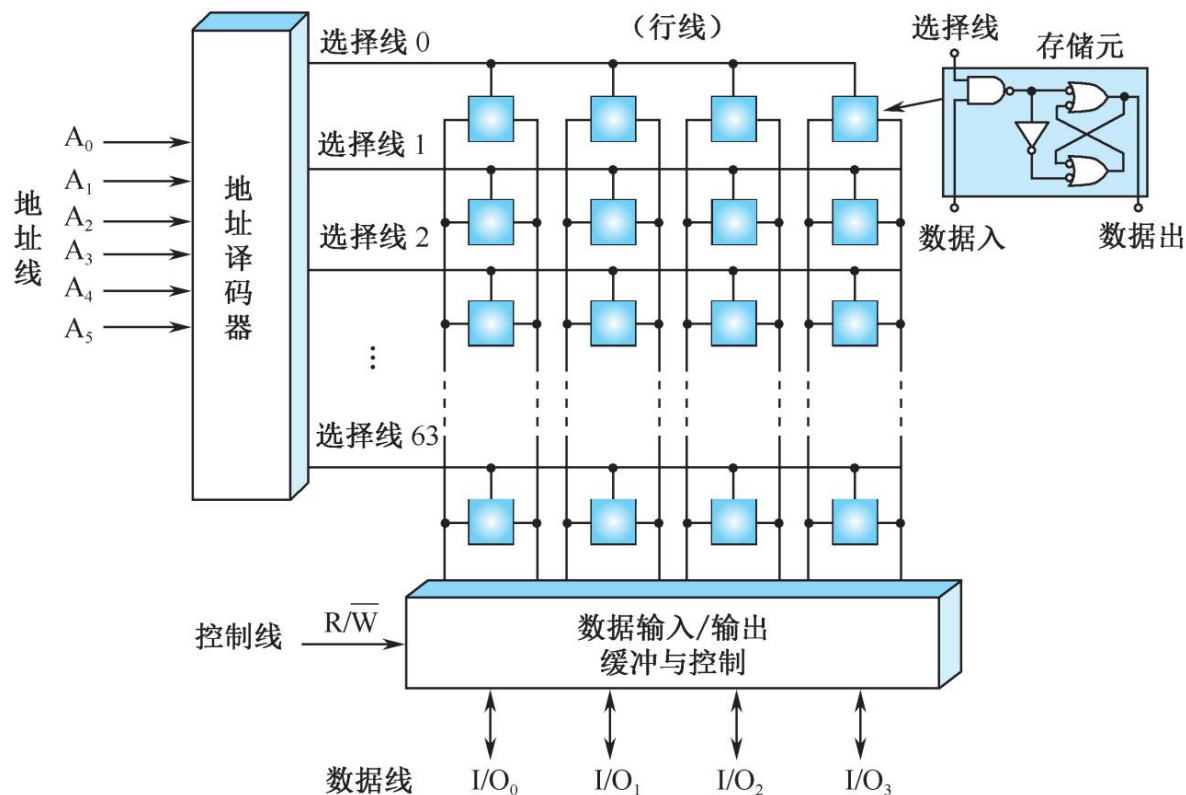 选择线 0
（行线）
选择线
存储元
选择线 1
选择线 2
⋮
选择线 63
数据入
数据出
地址线
A₀
A₁
A₂
A₃
A₄
A₅
地址译码器
控制线
R/W̅
数据输入/输出
缓冲与控制
数据线
I/O₀
I/O₁
I/O₂
I/O₃